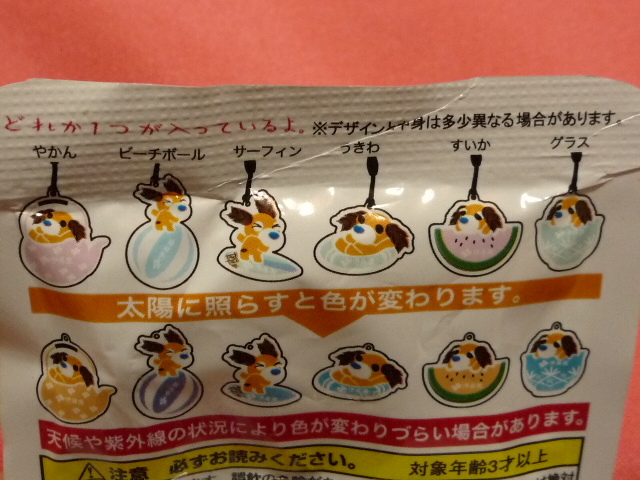 どれか1つが入っているよ。※デザインと中身は多少異なる場合があります。
やかん ビーチボール サーフィン うきわ すいか グラス
太陽に照らすと色が変わります。
天候や紫外線の状況により色が変わりづらい場合があります。
注意 必ずお読みください。 対象年齢3才以上